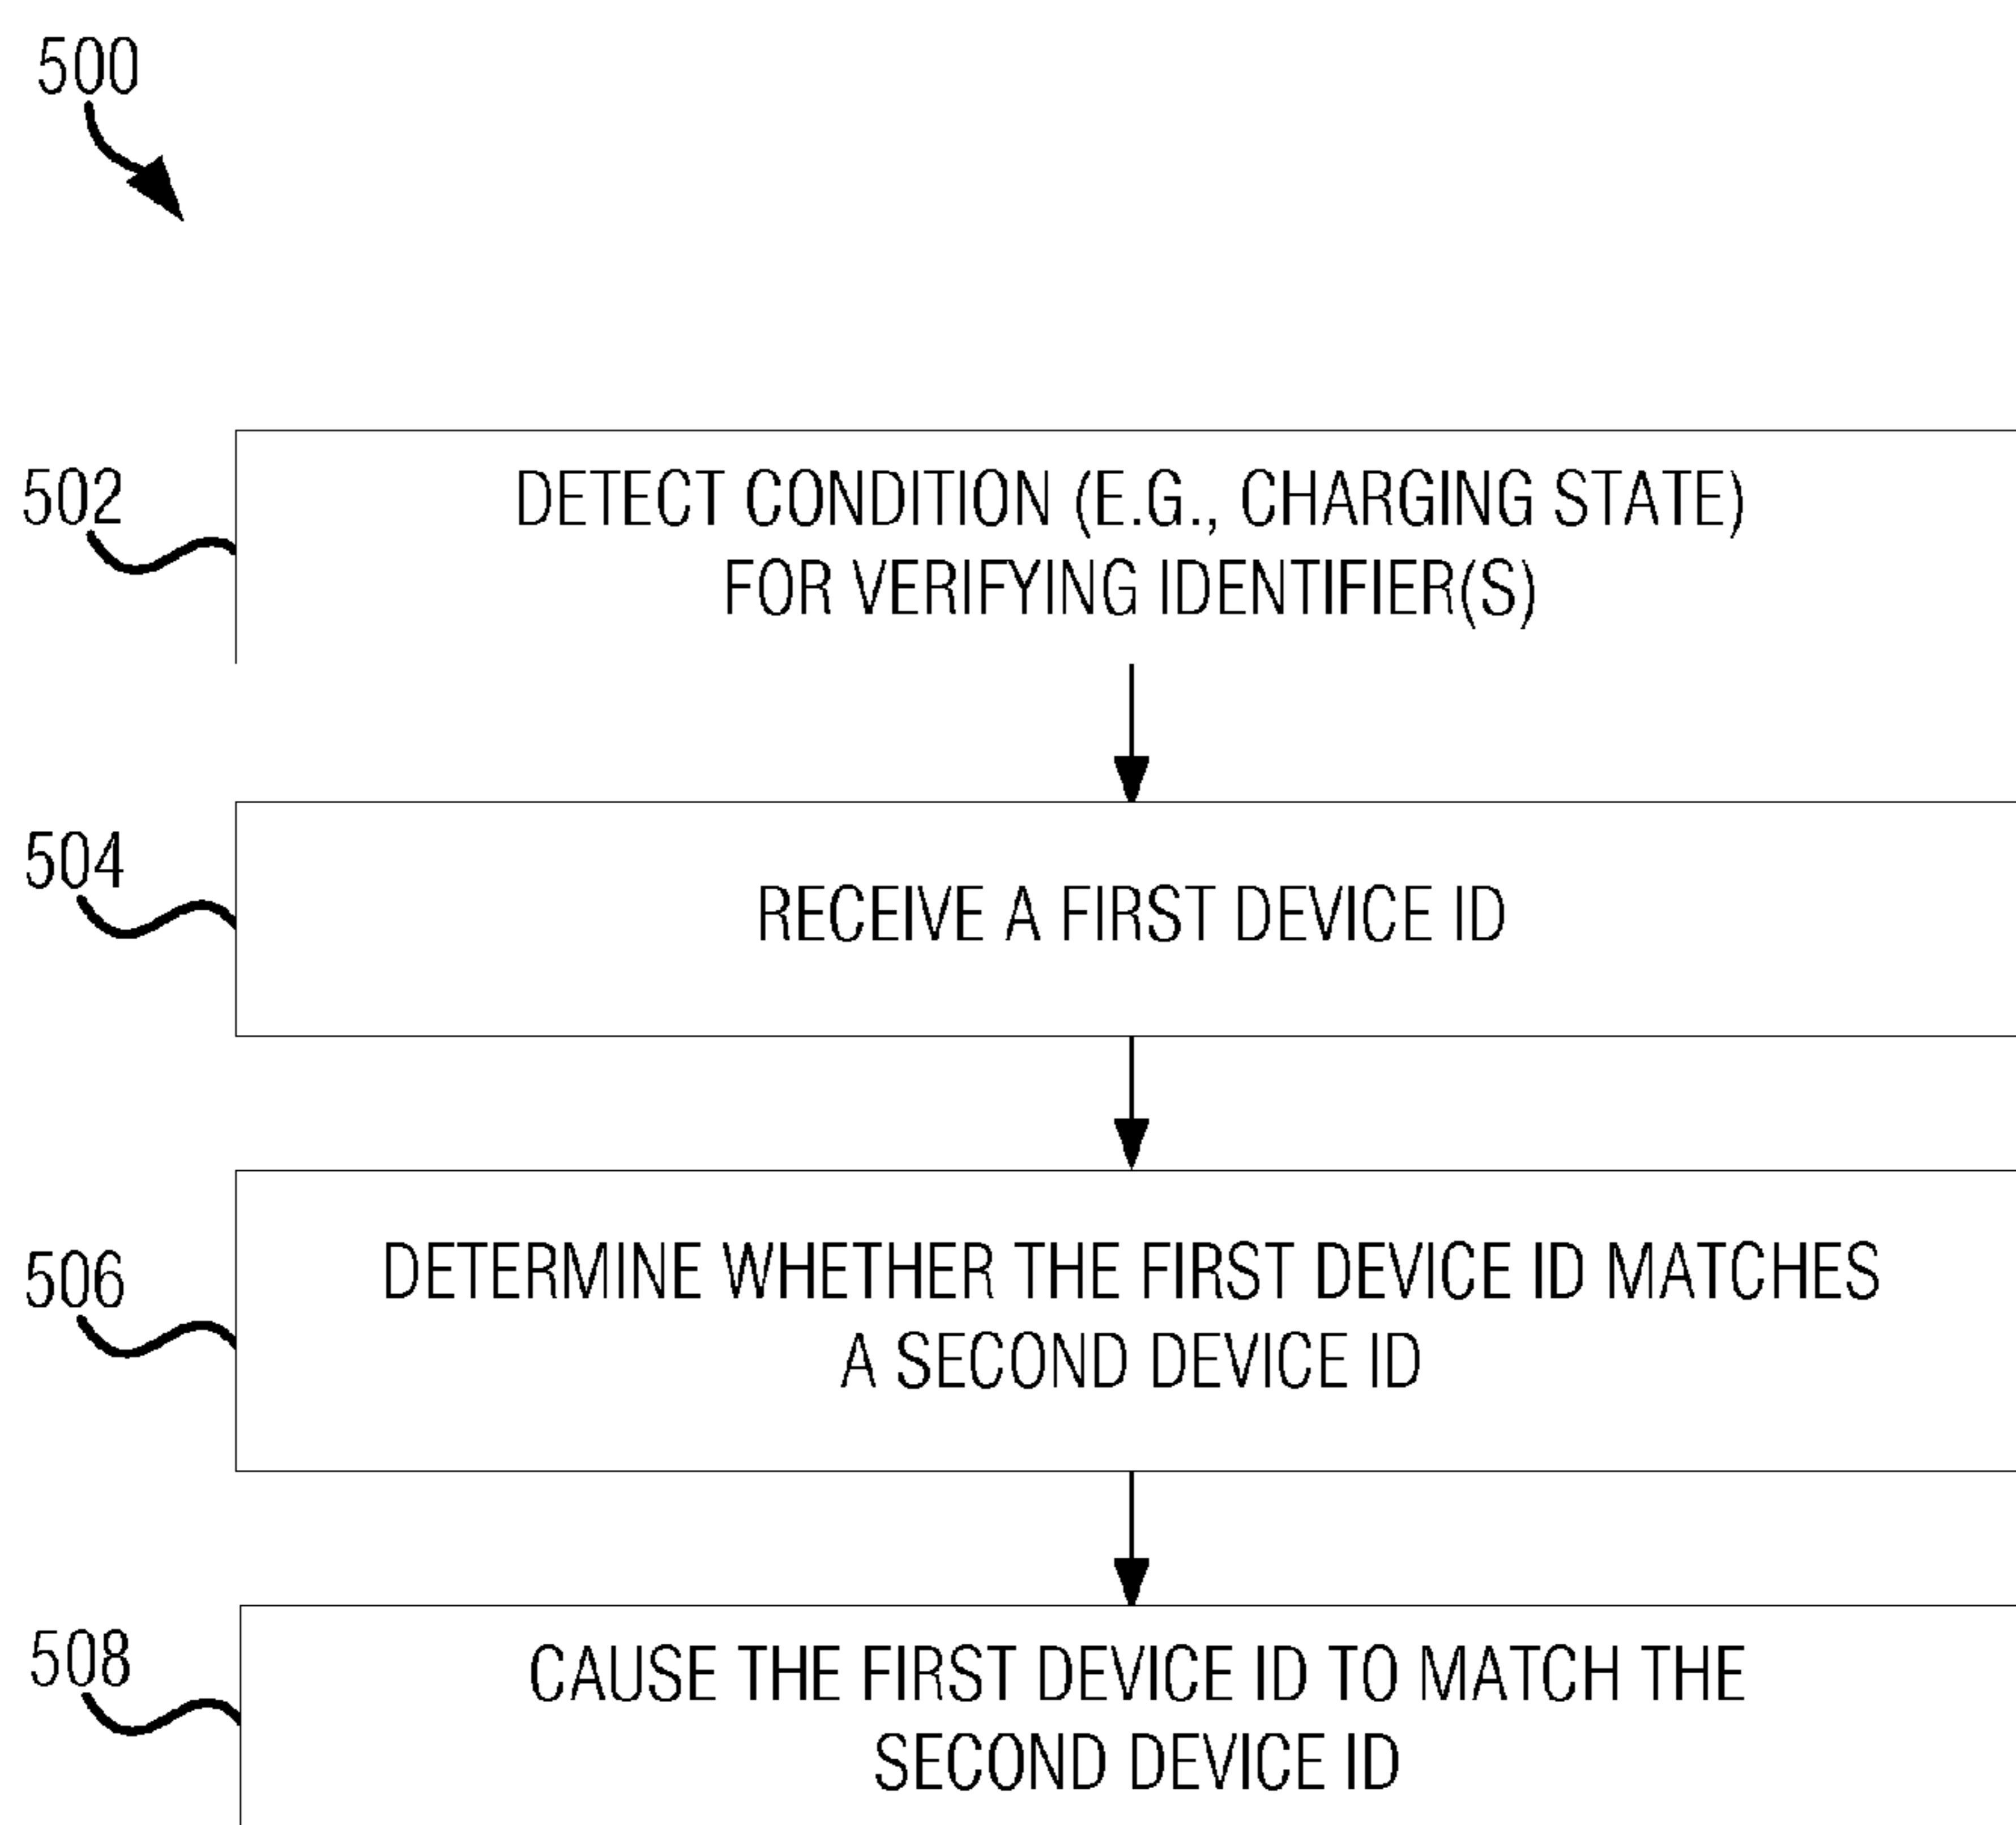 500
502
DETECT CONDITION (E.G., CHARGING STATE)
FOR VERIFYING IDENTIFIER(S)
504
RECEIVE A FIRST DEVICE ID
506
DETERMINE WHETHER THE FIRST DEVICE ID MATCHES
A SECOND DEVICE ID
508
CAUSE THE FIRST DEVICE ID TO MATCH THE
SECOND DEVICE ID